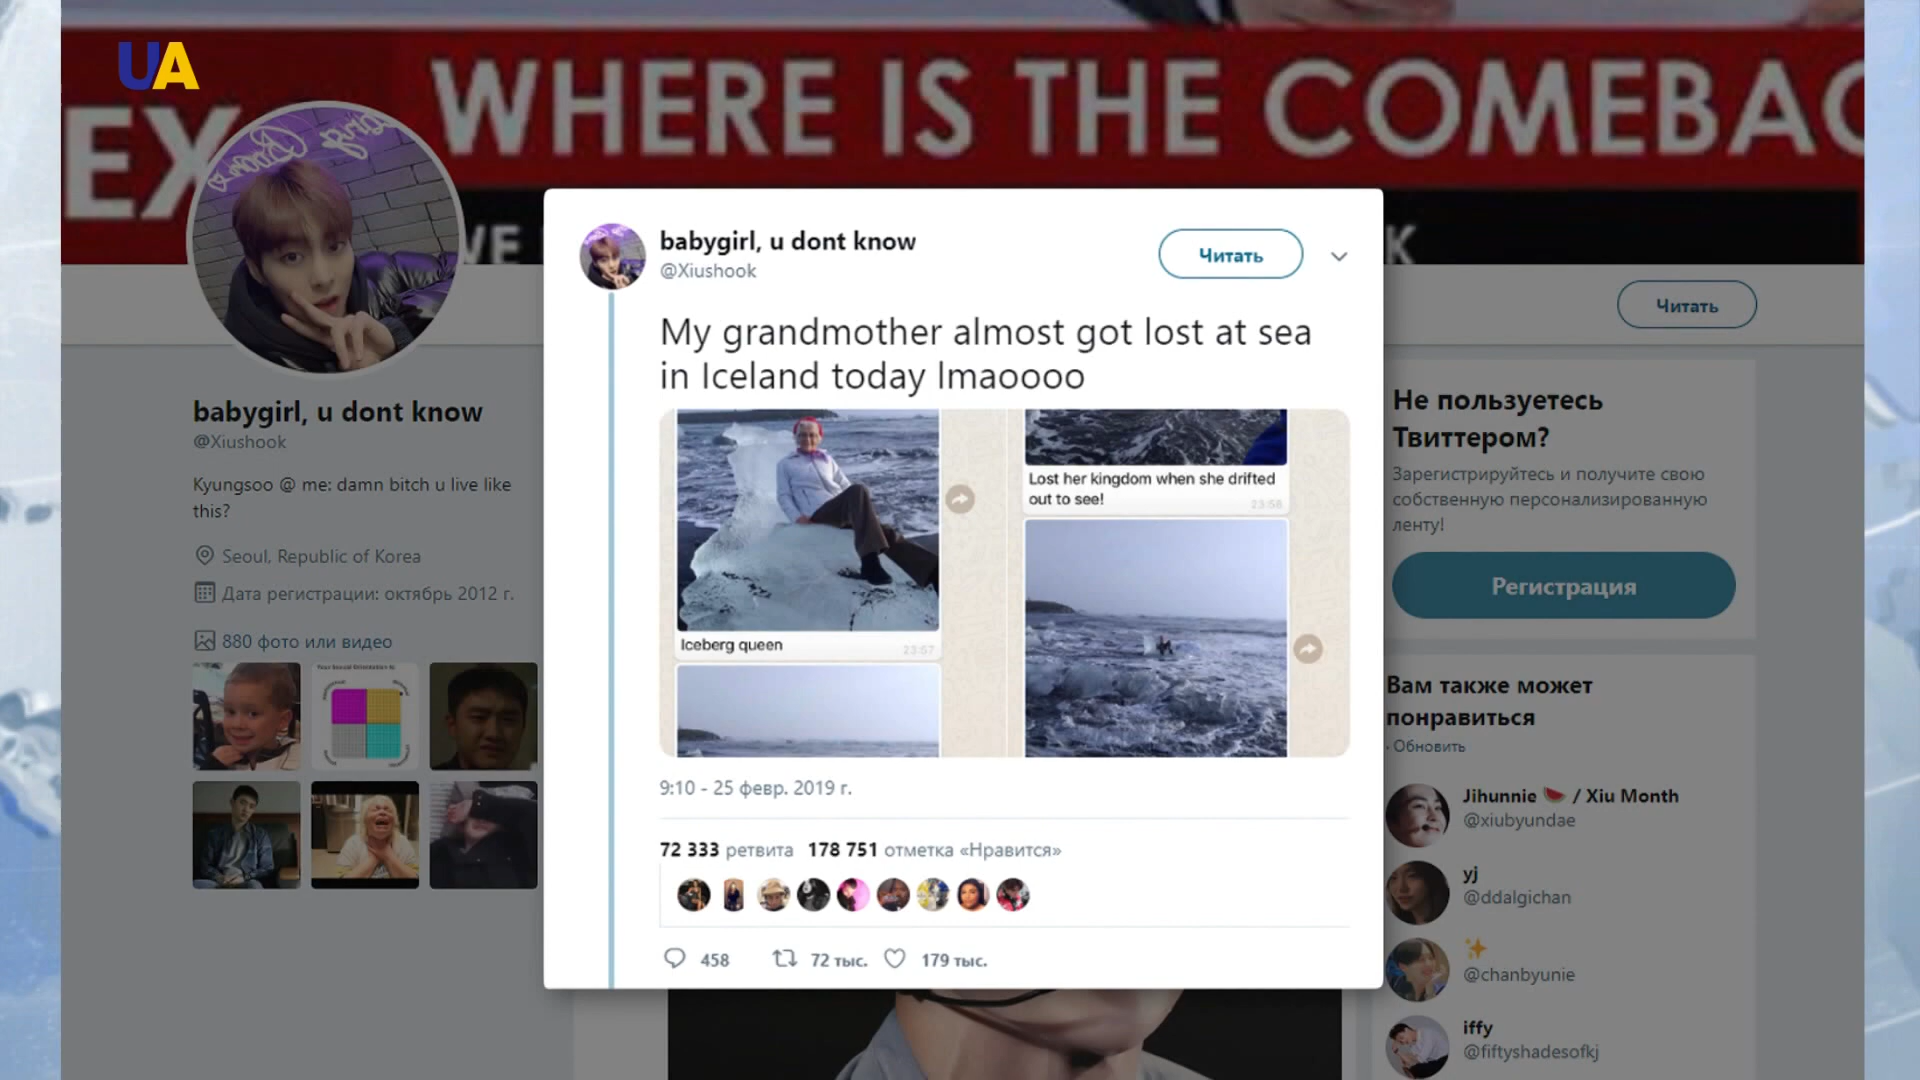 UA
WHERE IS THE COMEBAC
EX
WE
K
babygirl, u dont know
@Xiushook
Kyungsoo @ me: damn bitch u live like
this?
Seoul, Republic of Korea
Дата регистрации: октябрь 2012 г.
880 фото или видео
babygirl, u dont know
@Xiushook
Читать
My grandmother almost got lost at sea
in Iceland today lmaoooo
Iceberg queen
23:57
Lost her kingdom when she drifted
out to see!
23:58
9:10 - 25 февр. 2019 г.
72 333 ретвита 178 751 отметка «Нравится»
458 72 тыс. 179 тыс.
Читать
Не пользуетесь
Твиттером?
Зарегистрируйтесь и получите свою
собственную персонализированную
ленту!
Регистрация
Вам также может
понравиться
· Обновить
Jihunnie 🍉 / Xiu Month
@xiubyundae
yj
@ddalgichan
✨
@chanbyunie
iffy
@fiftyshadesofkj